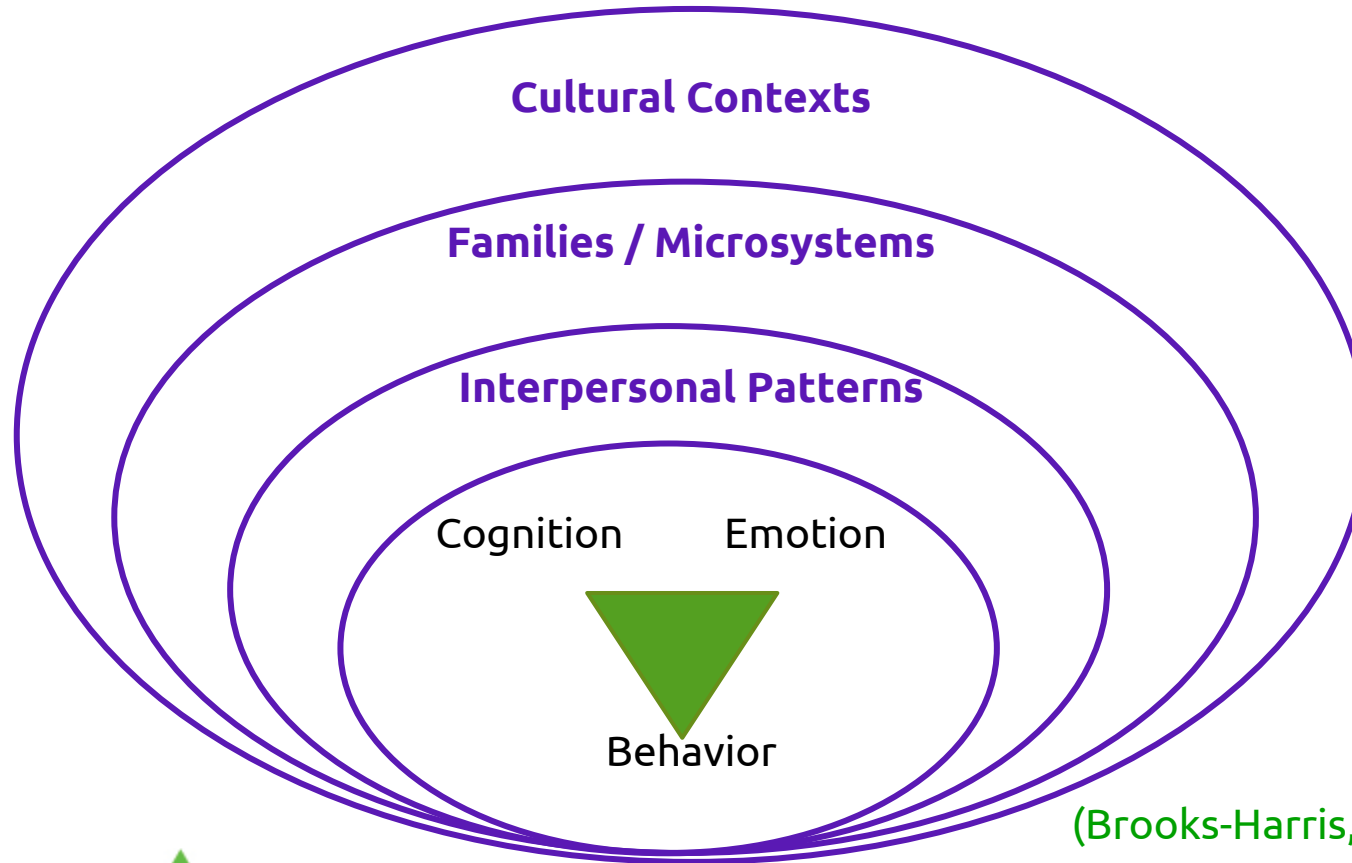 Cultural Contexts
Families / Microsystems
Interpersonal Patterns
Cognition Emotion
Behavior
(Brooks-Harris,